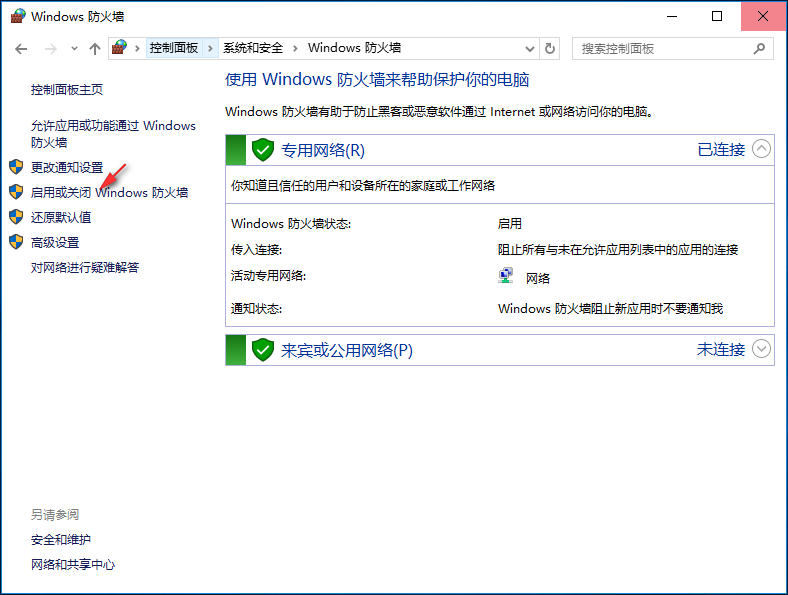 Windows 防火墙
控制面板 系统和安全 Windows 防火墙 搜索控制面板
控制面板主页
允许应用或功能通过 Windows
防火墙
更改通知设置
启用或关闭 Windows 防火墙
还原默认值
高级设置
对网络进行疑难解答
使用 Windows 防火墙来帮助保护你的电脑
Windows 防火墙有助于防止黑客或恶意软件通过 Internet 或网络访问你的电脑。
专用网络(R) 已连接
你知道且信任的用户和设备所在的家庭或工作网络
Windows 防火墙状态: 启用
传入连接: 阻止所有与未在允许应用列表中的应用的连接
活动专用网络: 网络
通知状态: Windows 防火墙阻止新应用时不要通知我
来宾或公用网络(P) 未连接
另请参阅
安全和维护
网络和共享中心